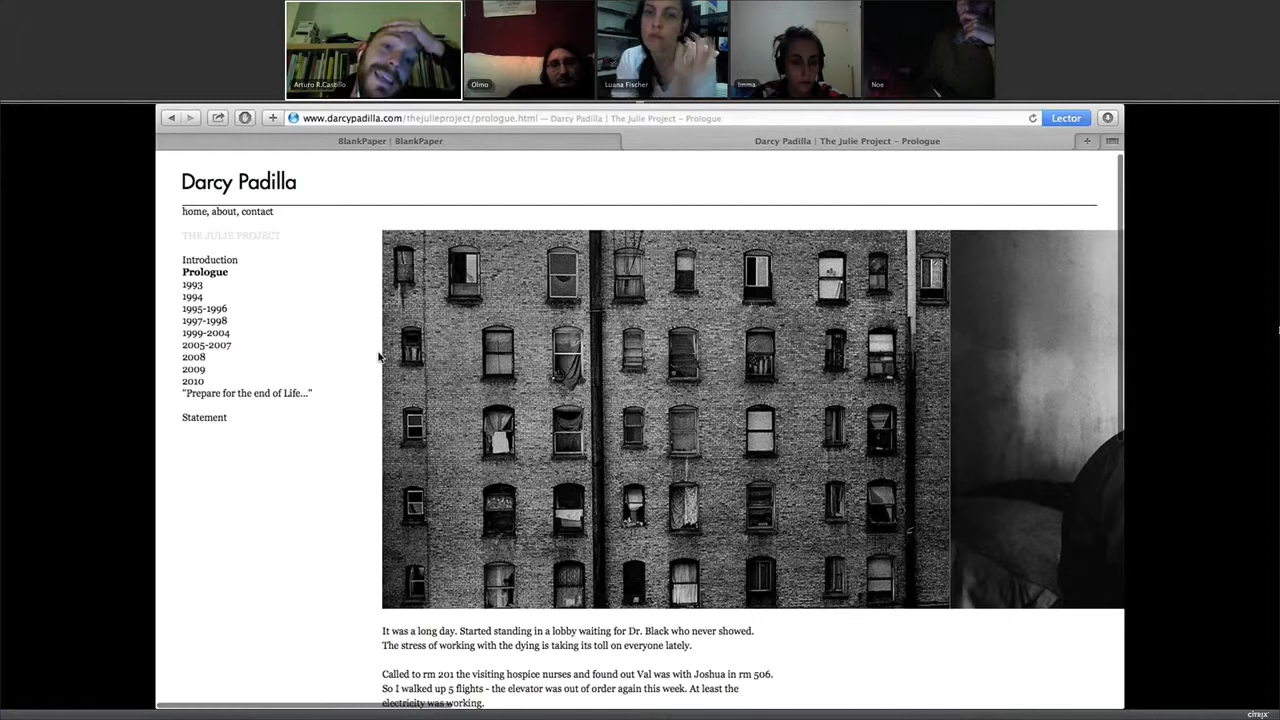 Arturo R.Castillo
Olmo
Luana Fischer
Imma
Noe
www.darcypadilla.com/thejulieproject/prologue.html — Darcy Padilla | The Julie Project – Prologue
Lector
BlankPaper | BlankPaper
Darcy Padilla | The Julie Project – Prologue
Darcy Padilla
home, about, contact
THE JULIE PROJECT
Introduction
Prologue
1993
1994
1995-1996
1997-1998
1999-2004
2005-2007
2008
2009
2010
"Prepare for the end of Life..."
Statement
It was a long day. Started standing in a lobby waiting for Dr. Black who never showed.
The stress of working with the dying is taking its toll on everyone lately.
Called to rm 201 the visiting hospice nurses and found out Val was with Joshua in rm 506.
So I walked up 5 flights - the elevator was out of order again this week. At least the
electricity was working.
CITRIX